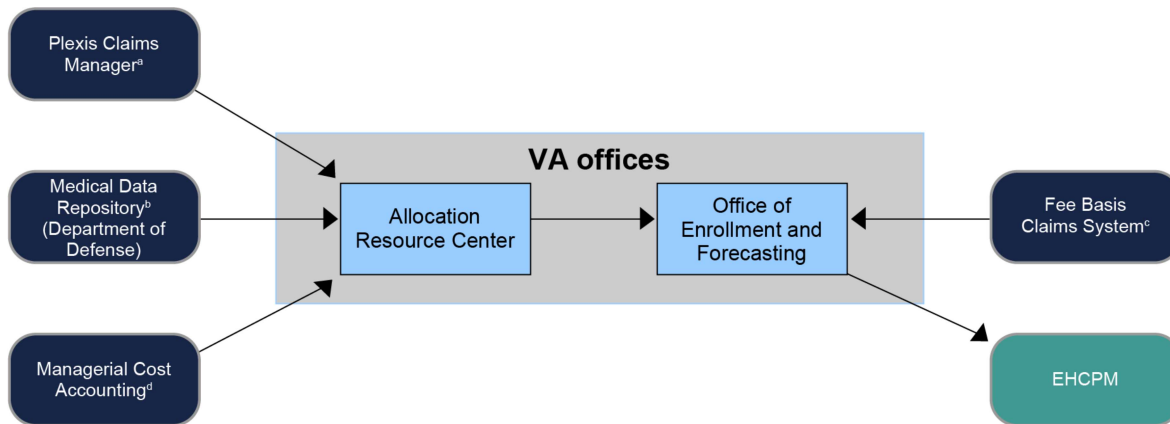 Plexis Claims
Managerᵃ
VA offices
Medical Data
Repositoryᵇ
(Department of
Defense)
Allocation
Resource Center
Office of
Enrollment and
Forecasting
Fee Basis
Claims Systemᶜ
Managerial Cost
Accountingᵈ
EHCPM